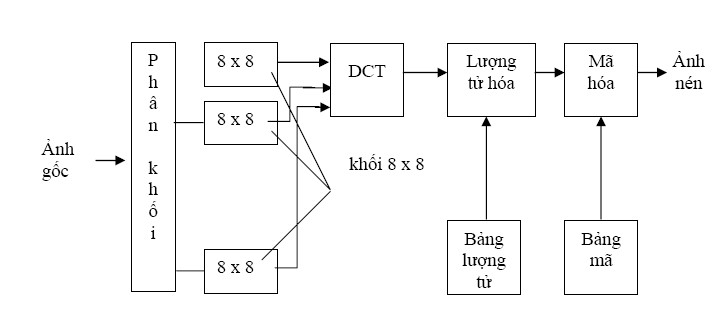 Ảnh
gốc
Phân
khối
8 x 8
8 x 8
8 x 8
khối 8 x 8
DCT
Lượng
tử hóa
Mã
hóa
Ảnh
nén
Bảng
lượng
tử
Bảng
mã